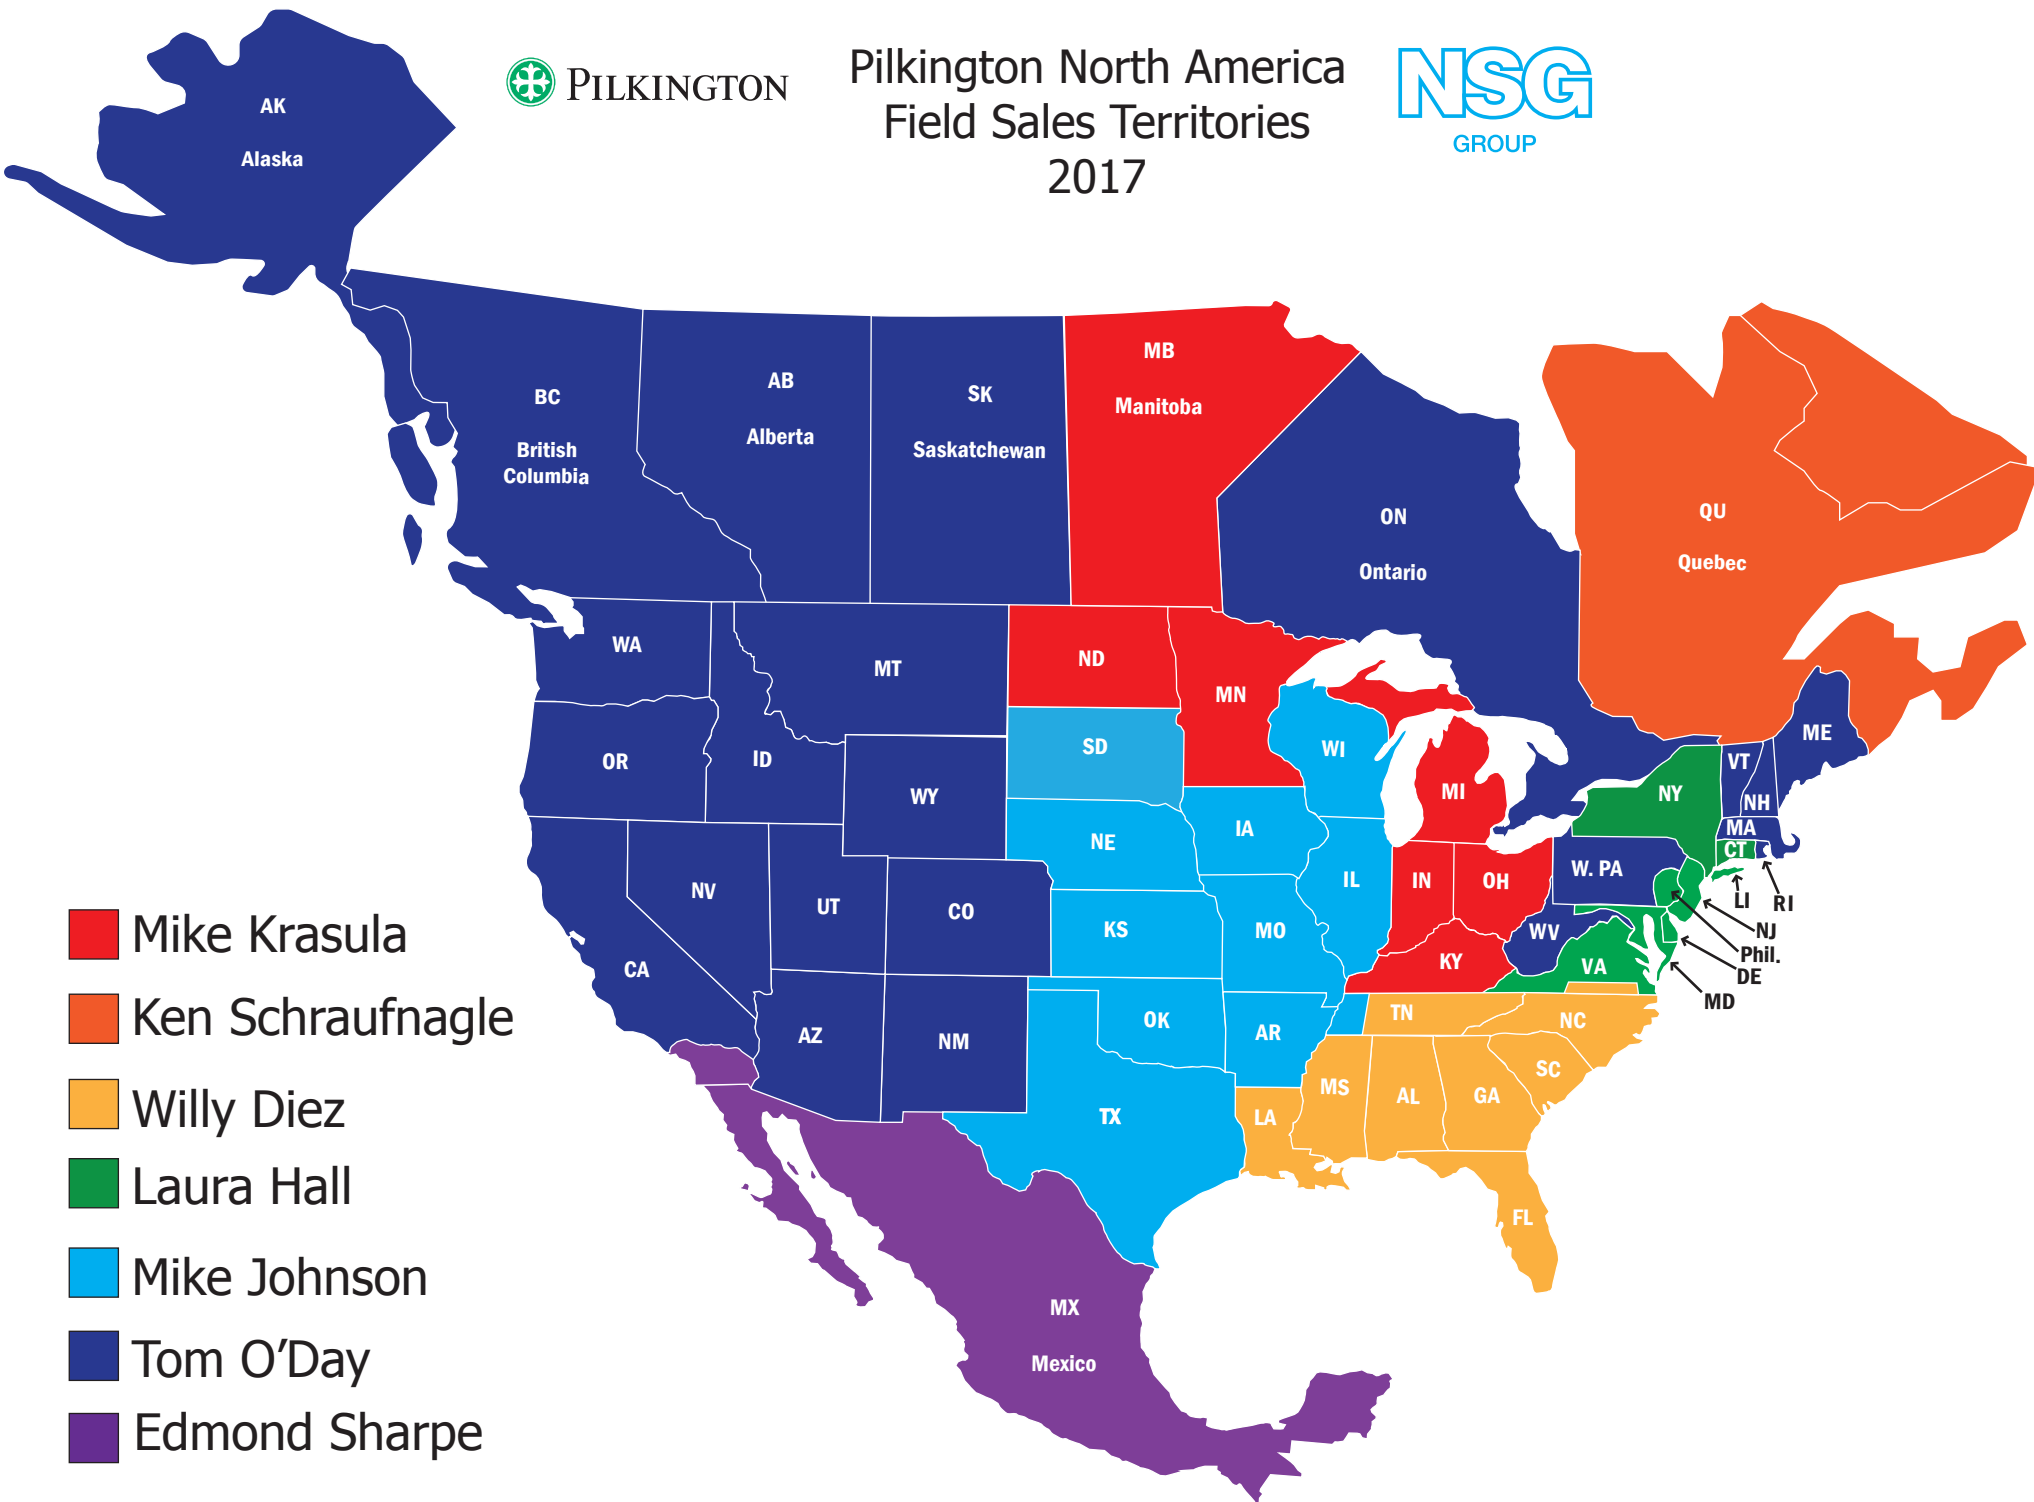 PILKINGTON
Pilkington North America
Field Sales Territories
2017
NSG
GROUP
AK
Alaska
BC
British
Columbia
AB
Alberta
SK
Saskatchewan
MB
Manitoba
ON
Ontario
QU
Quebec
WA
MT
ND
MN
OR
ID
WY
SD
WI
MI
NY
VT
NH
ME
MA
CT
RI
LI
NJ
Phil.
DE
MD
CA
NV
UT
CO
NE
IA
KS
MO
IL
IN
OH
W. PA
WV
KY
VA
AZ
NM
OK
AR
TN
NC
TX
LA
MS
AL
GA
SC
FL
MX
Mexico
Mike Krasula
Ken Schraufnagle
Willy Diez
Laura Hall
Mike Johnson
Tom O’Day
Edmond Sharpe